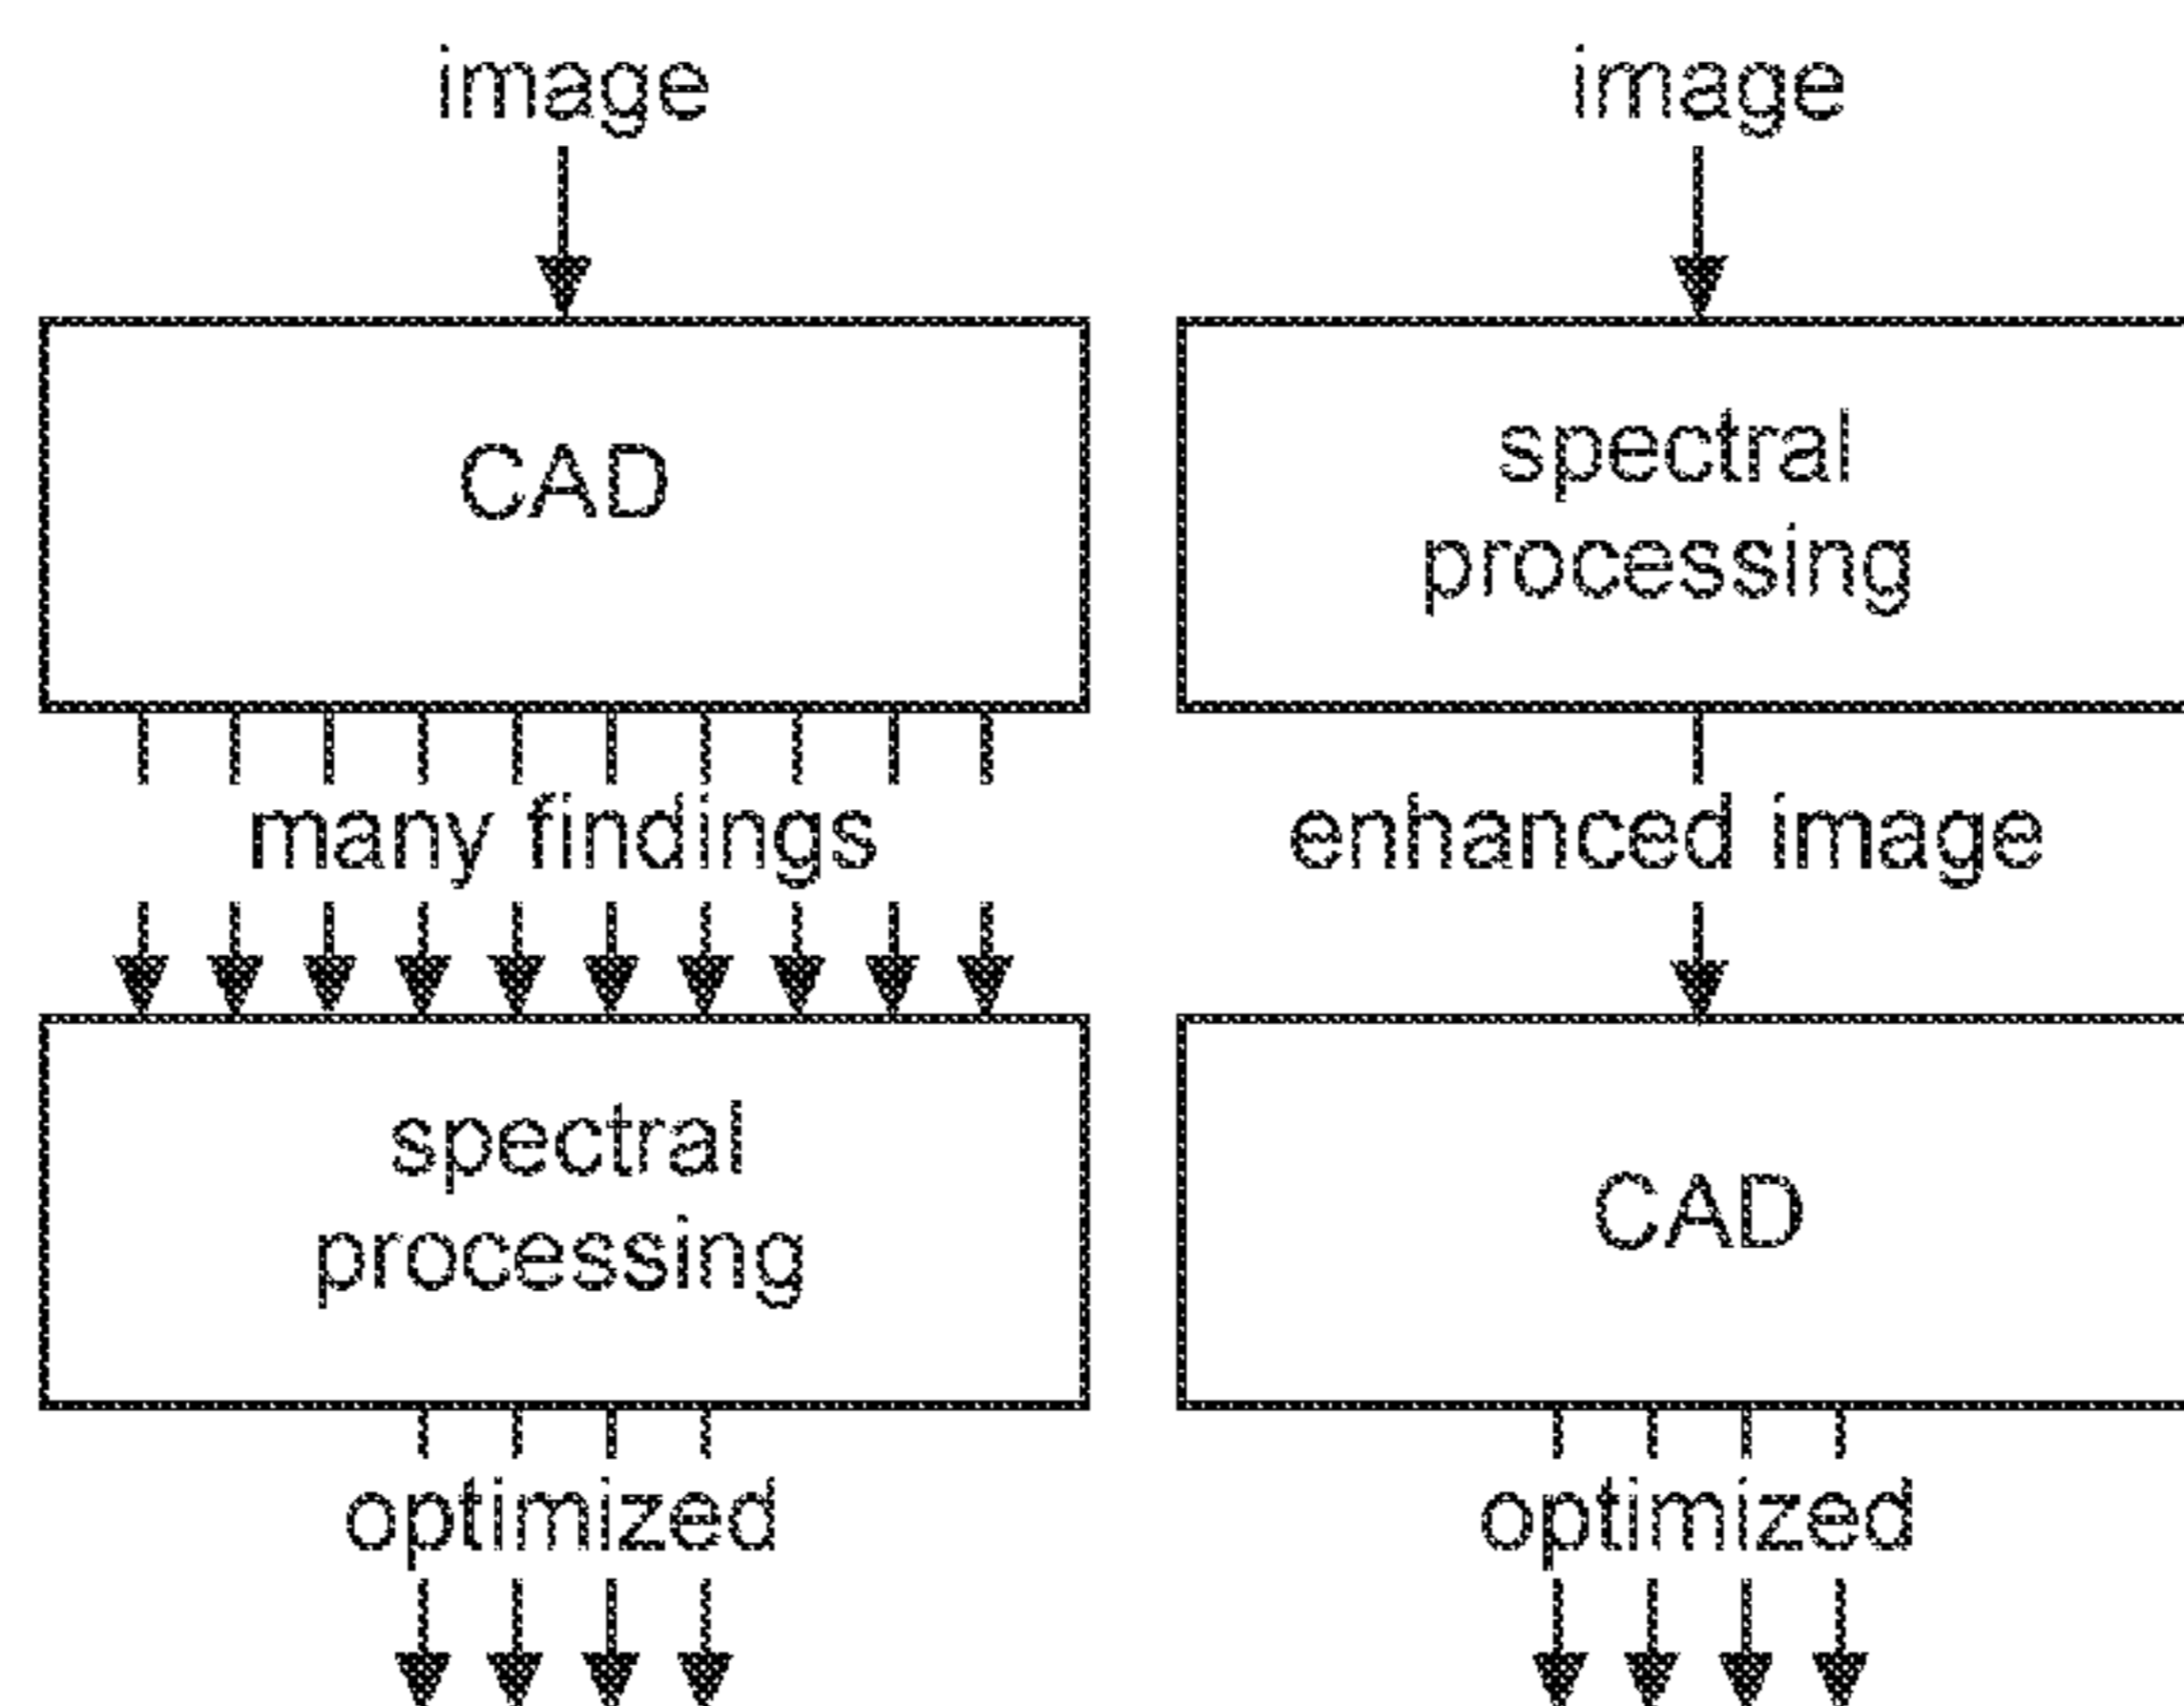 image
CAD
many findings
spectral
processing
optimized
image
spectral
processing
enhanced image
CAD
optimized